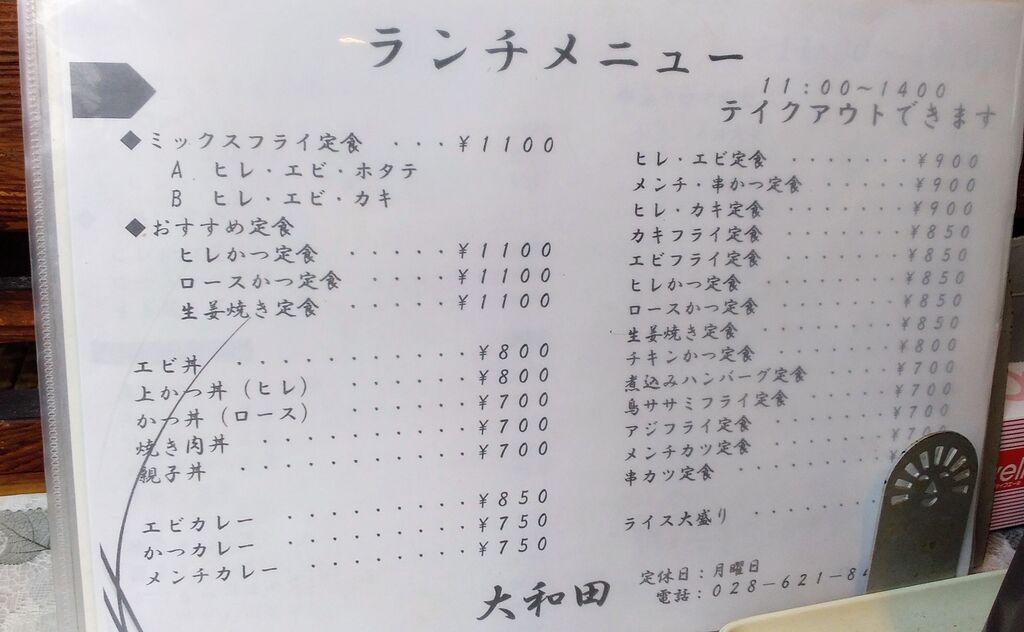 ランチメニュー
11:00～1400
テイクアウトできます
◆ミックスフライ定食 ・・・¥1100
A ヒレ・エビ・ホタテ
B ヒレ・エビ・カキ
◆おすすめ定食
ヒレかつ定食 ・・・・・¥1100
ロースかつ定食 ・・・・¥1100
生姜焼き定食 ・・・・・¥1100
エビ丼 ・・・・・・・・・・¥800
上かつ丼（ヒレ） ・・・・・・¥800
かつ丼（ロース） ・・・・・・¥700
焼き肉丼 ・・・・・・・・・¥700
親子丼 ・・・・・・・・・・¥700
エビカレー ・・・・・・・・¥850
かつカレー ・・・・・・・・¥750
メンチカレー ・・・・・・・¥750
ヒレ・エビ定食 ・・・・・・・¥900
メンチ・串かつ定食 ・・・・・¥900
ヒレ・カキ定食 ・・・・・・・¥900
カキフライ定食 ・・・・・・・¥850
エビフライ定食 ・・・・・・・¥850
ヒレかつ定食 ・・・・・・・・¥850
ロースかつ定食 ・・・・・・・¥850
生姜焼き定食 ・・・・・・・・¥850
チキンかつ定食 ・・・・・・・¥800
煮込みハンバーグ定食 ・・・・¥700
鳥ササミフライ定食 ・・・・・¥700
アジフライ定食 ・・・・・・・¥700
メンチカツ定食 ・・・・・・・¥700
串カツ定食 ・・・・・・・・
ライス大盛り ・・・・・・・
定休日：月曜日
電話：028－621－8
大和田